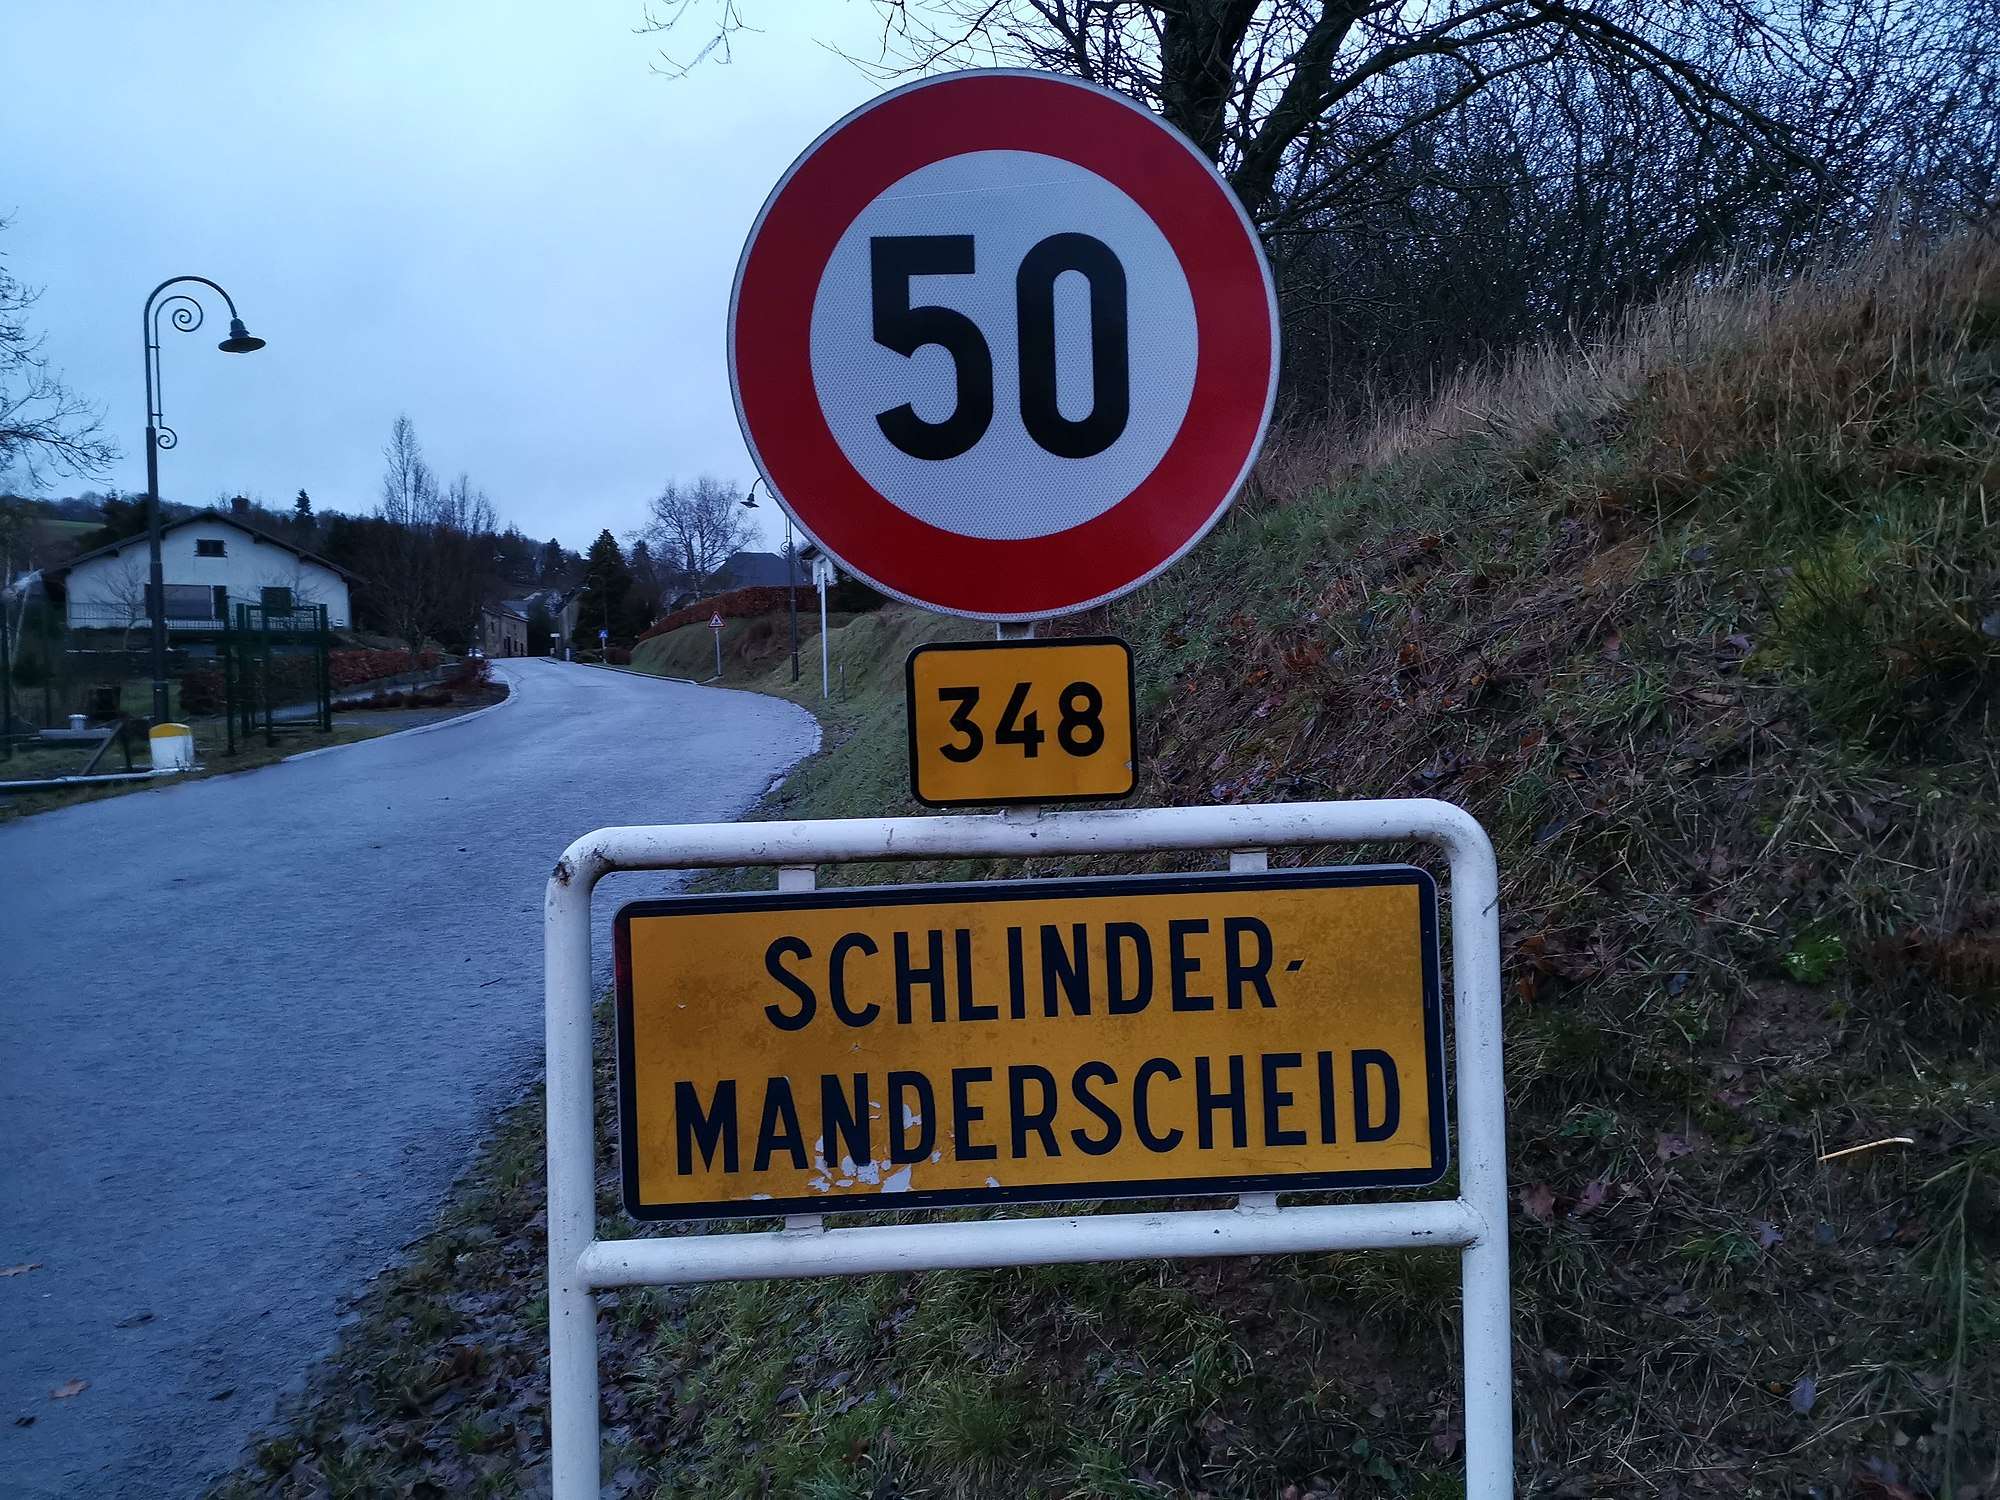 50
348
SCHLINDER-
MANDERSCHEID